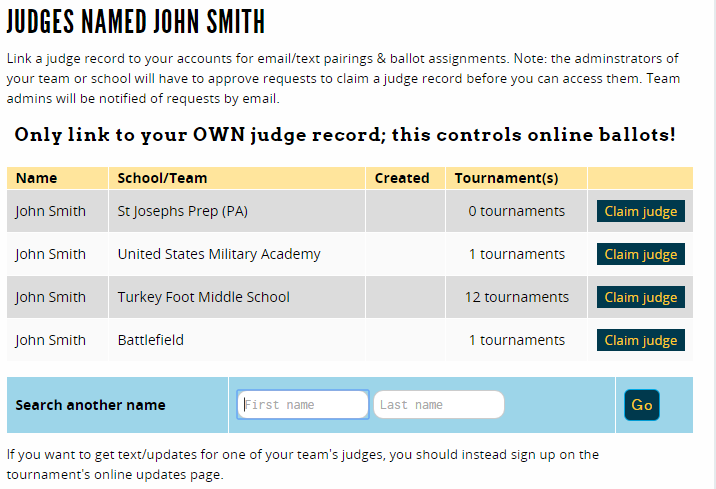 JUDGES NAMED JOHN SMITH
Link a judge record to your accounts for email/text pairings & ballot assignments. Note: the adminstrators of
your team or school will have to approve requests to claim a judge record before you can access them. Team
admins will be notified of requests by email.
Only link to your OWN judge record; this controls online ballots!
Name School/Team Created Tournament(s)
John Smith St Josephs Prep (PA) 0 tournaments Claim judge
John Smith United States Military Academy 1 tournaments Claim judge
John Smith Turkey Foot Middle School 12 tournaments Claim judge
John Smith Battlefield 1 tournaments Claim judge
Search another name First name Last name Go
If you want to get text/updates for one of your team's judges, you should instead sign up on the
tournament's online updates page.